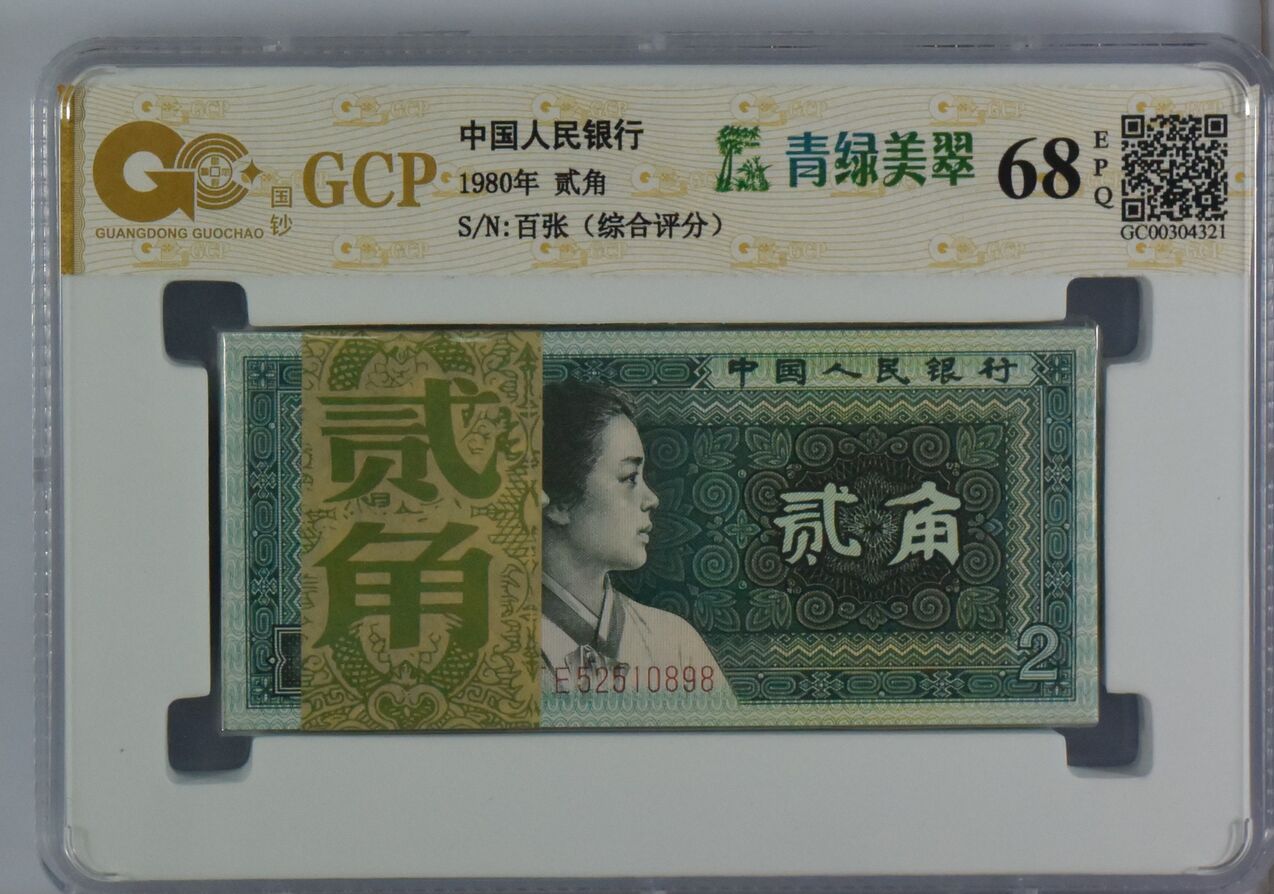 GCP
GUANGDONG GUOCHAO
国钞
中国人民银行
1980年 贰角
S/N:百张（综合评分）
青绿美翠
68
EPQ
GC00304321
贰角
中国人民银行
贰角
E52510898
2